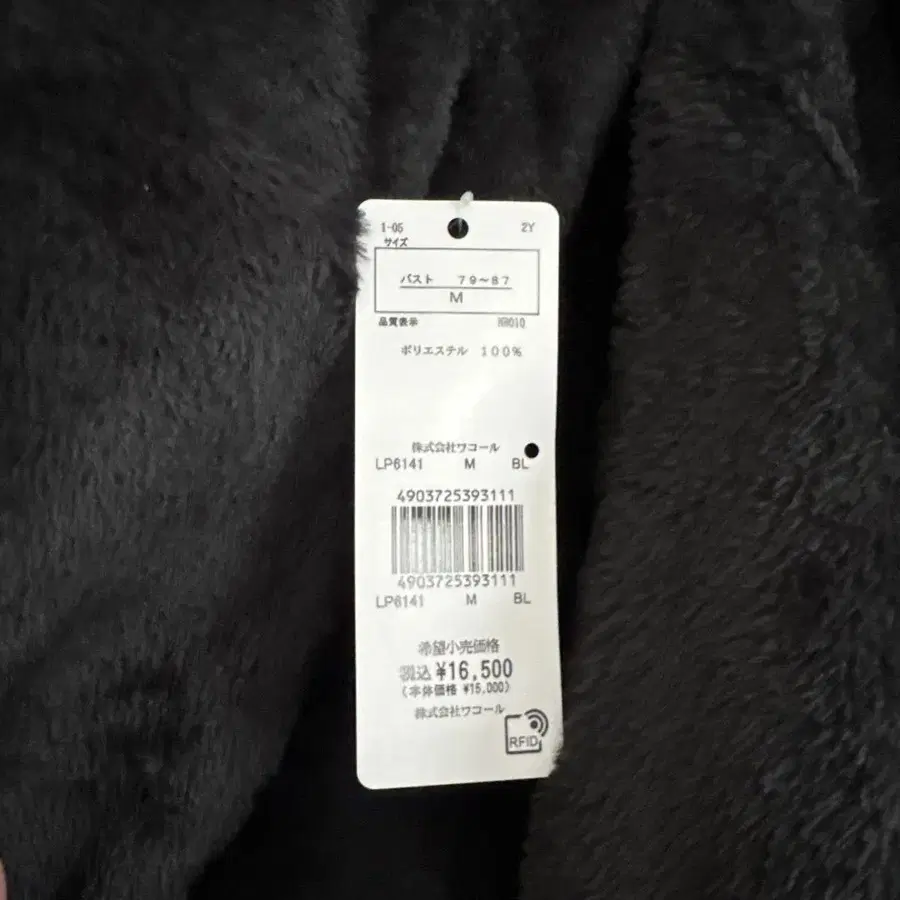 1-05 2Y
サイズ
バスト 79～87
M
品質表示
ポリエステル 100%
株式会社ワコール
LP6141 M BL
4903725393111
4903725393111
LP6141 M BL
希望小売価格
税込 ¥16,500
(本体価格 ¥15,000)
株式会社ワコール
RFID